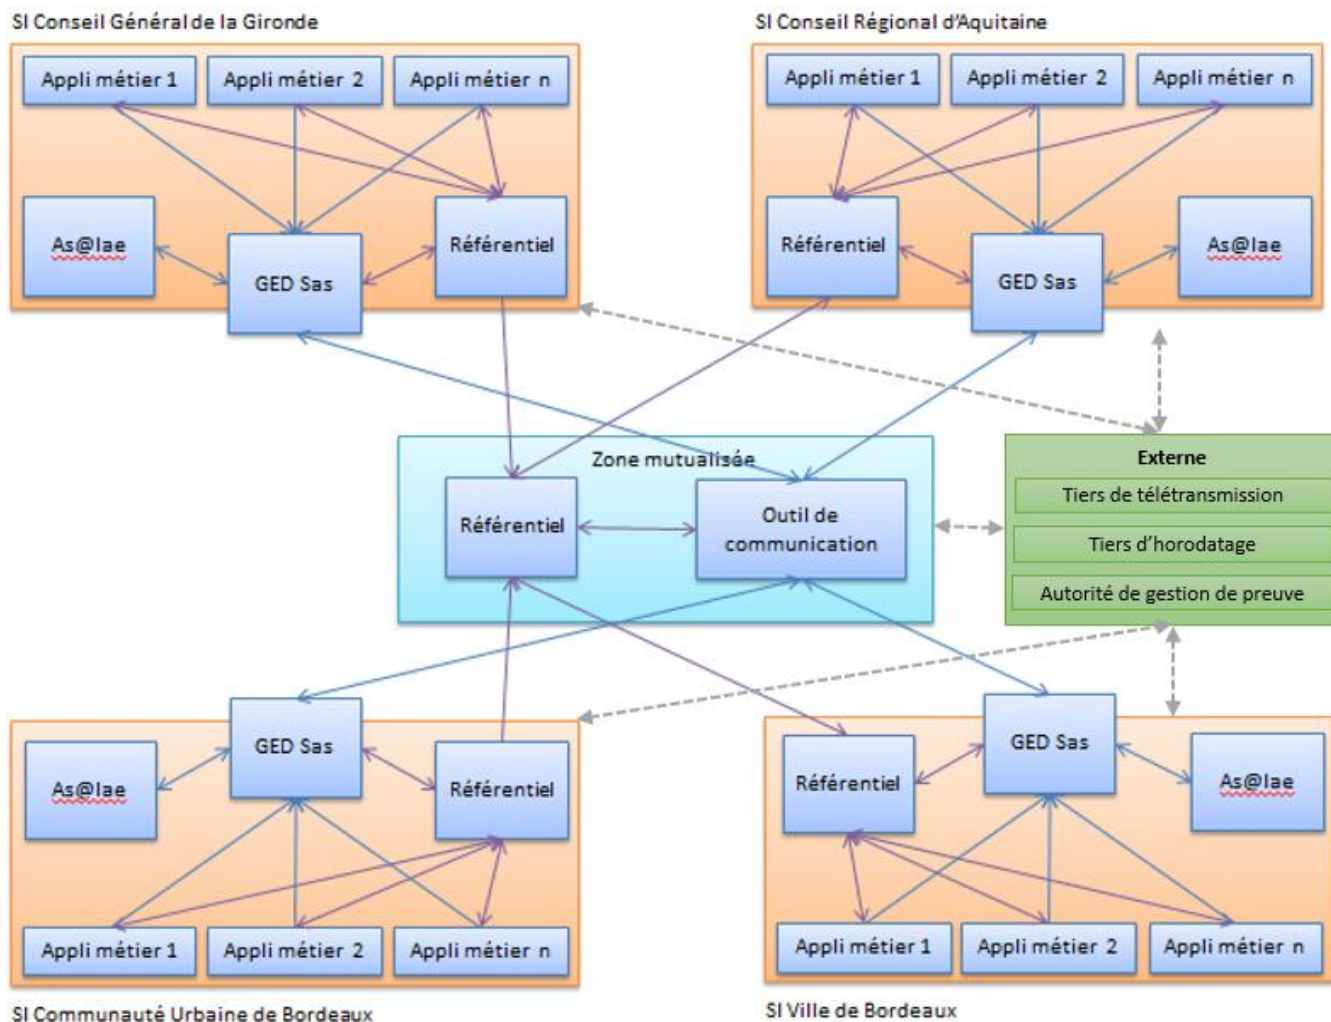 SI Conseil Général de la Gironde
Appli métier 1
Appli métier 2
Appli métier n
As@lae
GED Sas
Référentiel
SI Conseil Régional d'Aquitaine
Appli métier 1
Appli métier 2
Appli métier n
Référentiel
GED Sas
As@lae
Zone mutualisée
Référentiel
Outil de
communication
Externe
Tiers de télétransmission
Tiers d'horodatage
Autorité de gestion de preuve
As@lae
GED Sas
Référentiel
Appli métier 1
Appli métier 2
Appli métier n
SI Communauté Urbaine de Bordeaux
Référentiel
GED Sas
As@lae
Appli métier 1
Appli métier 2
Appli métier n
SI Ville de Bordeaux